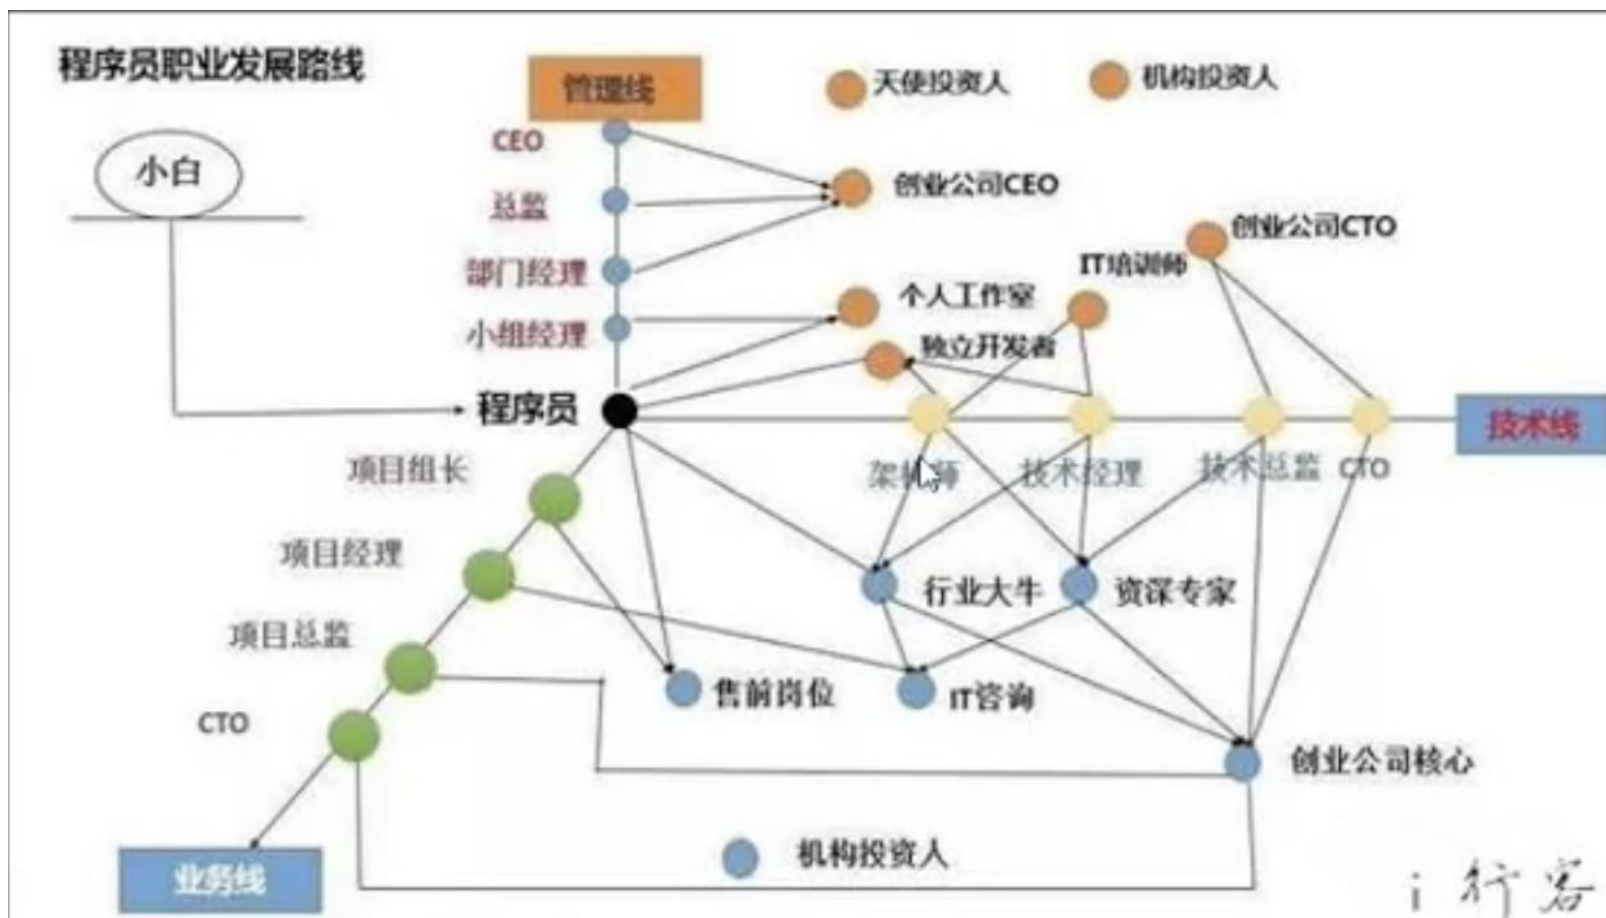 程序员职业发展路线
管理线
天使投资人
机构投资人
小白
CEO
创业公司CEO
总监
创业公司CTO
IT培训师
部门经理
个人工作室
小组经理
独立开发者
程序员
技术线
项目组长
架构师
技术经理
技术总监
CTO
项目经理
行业大牛
资深专家
项目总监
售前岗位
IT咨询
CTO
创业公司核心
机构投资人
业务线
i 行客